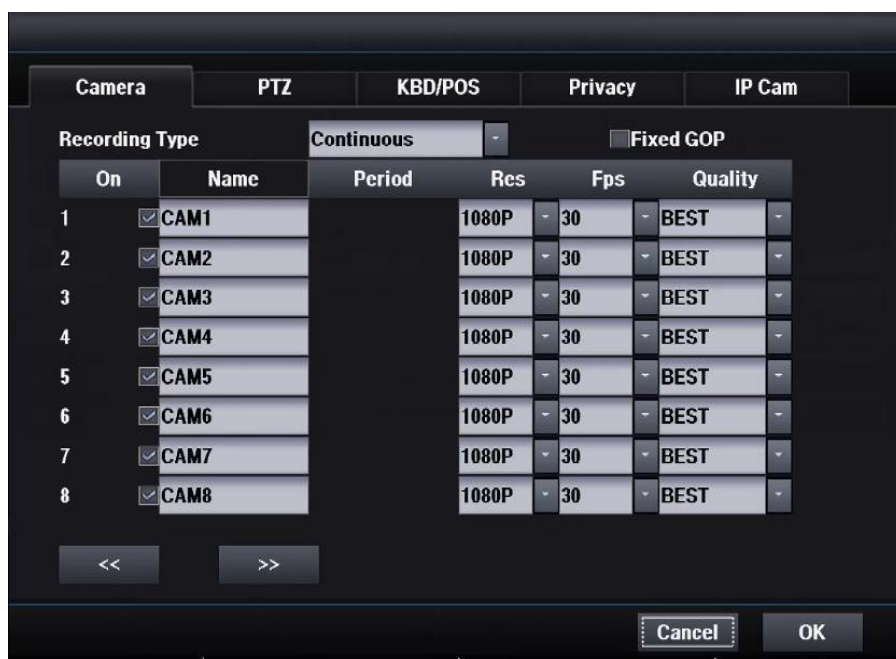 Camera PTZ KBD/POS Privacy IP Cam
Recording Type Continuous Fixed GOP
On Name Period Res Fps Quality
1 CAM1 1080P 30 BEST
2 CAM2 1080P 30 BEST
3 CAM3 1080P 30 BEST
4 CAM4 1080P 30 BEST
5 CAM5 1080P 30 BEST
6 CAM6 1080P 30 BEST
7 CAM7 1080P 30 BEST
8 CAM8 1080P 30 BEST
<< >>
Cancel OK